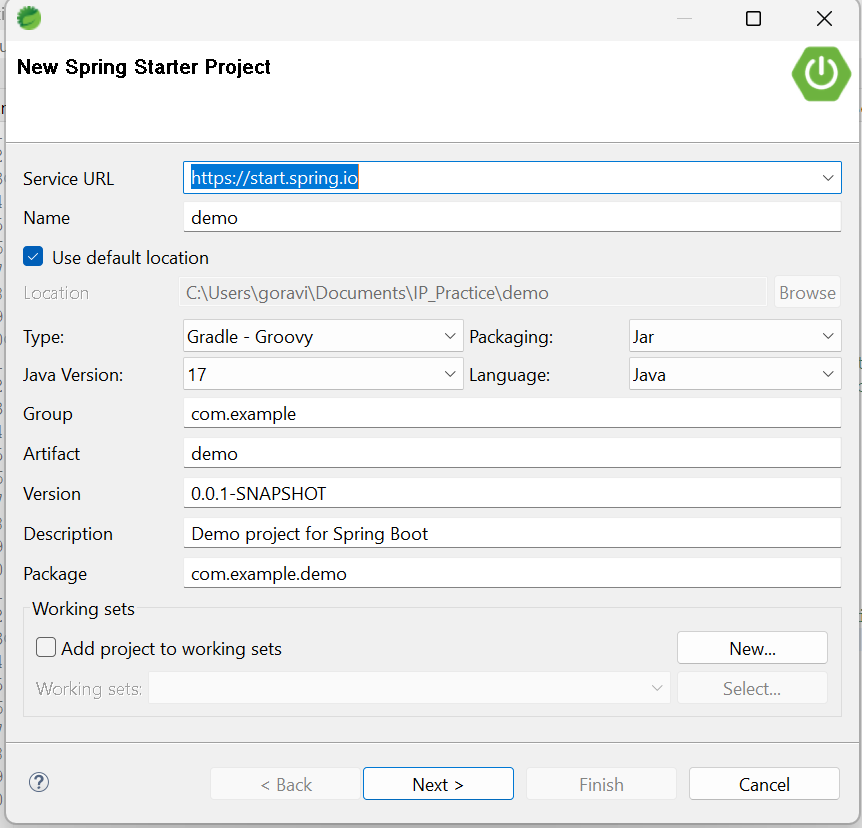 New Spring Starter Project
Service URL https://start.spring.io
Name demo
Use default location
Location C:\Users\goravi\Documents\IP_Practice\demo Browse
Type: Gradle - Groovy Packaging: Jar
Java Version: 17 Language: Java
Group com.example
Artifact demo
Version 0.0.1-SNAPSHOT
Description Demo project for Spring Boot
Package com.example.demo
Working sets
Add project to working sets New...
Working sets: Select...
? < Back Next > Finish Cancel